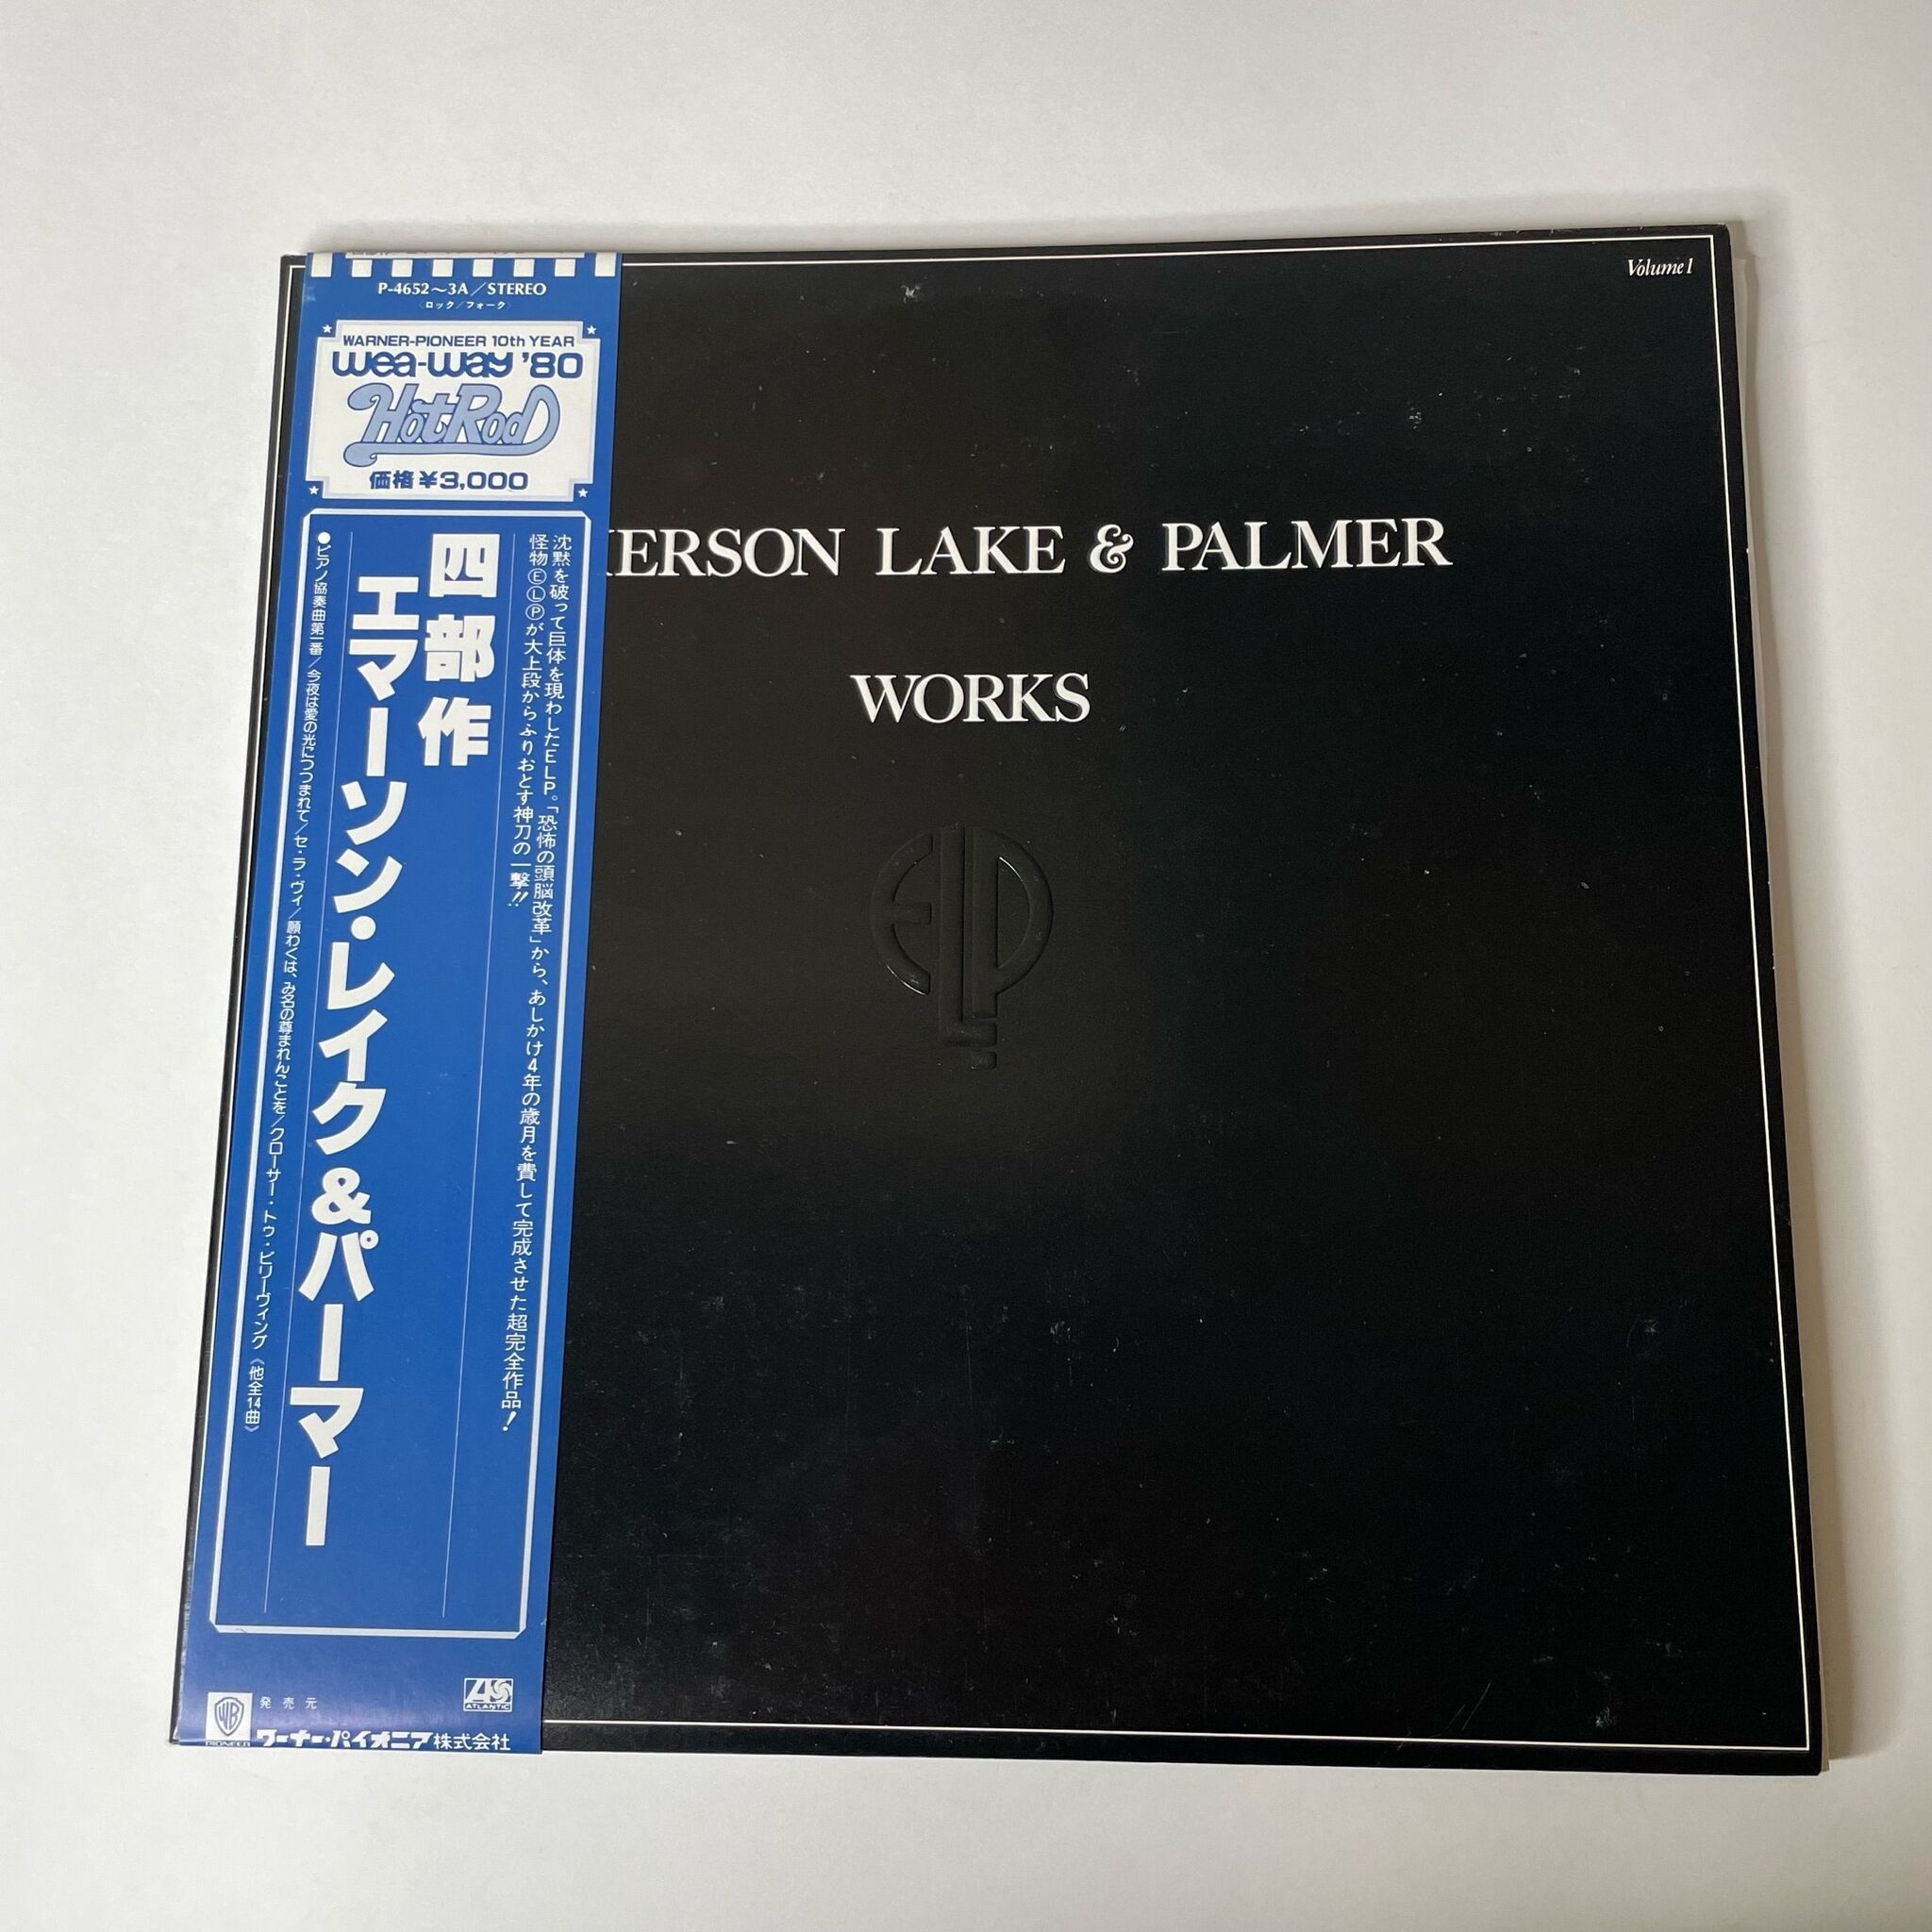 P-4652～3A／STEREO
〈ロック／フォーク〉
WARNER-PIONEER 10th YEAR
wea-way '80
HotRod
価格￥3,000
沈黙を破って巨体を現わしたELP。「恐怖の頭脳改革」から、あしかけ4年の歳月を費して完成させた超完全作品！
怪物ⒺⓁⓅが大上段からふりおとす神刀の一撃!!
四部作
エマーソン・レイク&パーマー
●ピアノ協奏曲第一番／今夜は愛の光につつまれて／セ・ラ・ヴィ／願わくは、み名の尊まれんことを／クローサー・トゥ・ビリーヴィング《他全14曲》
ATLANTIC
WB
PIONEER
発売元
ワーナー・パイオニア株式会社
Volume 1
KERSON LAKE & PALMER
WORKS
ELP